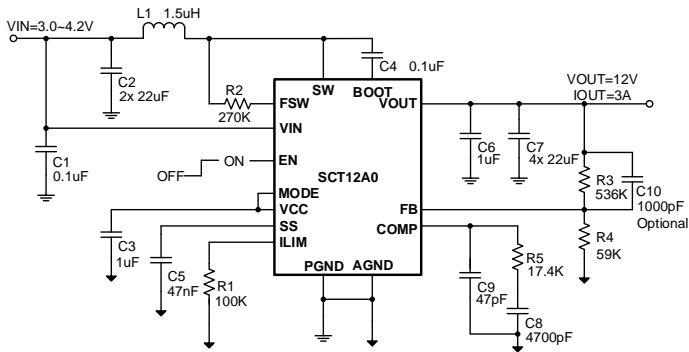 L1 1.5uH
VIN=3.0~4.2V
C4 0.1uF
C2
2x 22uF
R2
270K
SW
BOOT
FSW
VOUT
VOUT=12V
IOUT=3A
VIN
C1
0.1uF
C6
1uF
C7
4x 22uF
OFF
ON
EN
SCT12A0
R3
536K
C10
1000pF
Optional
MODE
VCC
FB
SS
COMP
ILIM
C3
1uF
C5
47nF
R1
100K
PGND
AGND
R4
59K
R5
17.4K
C9
47pF
C8
4700pF